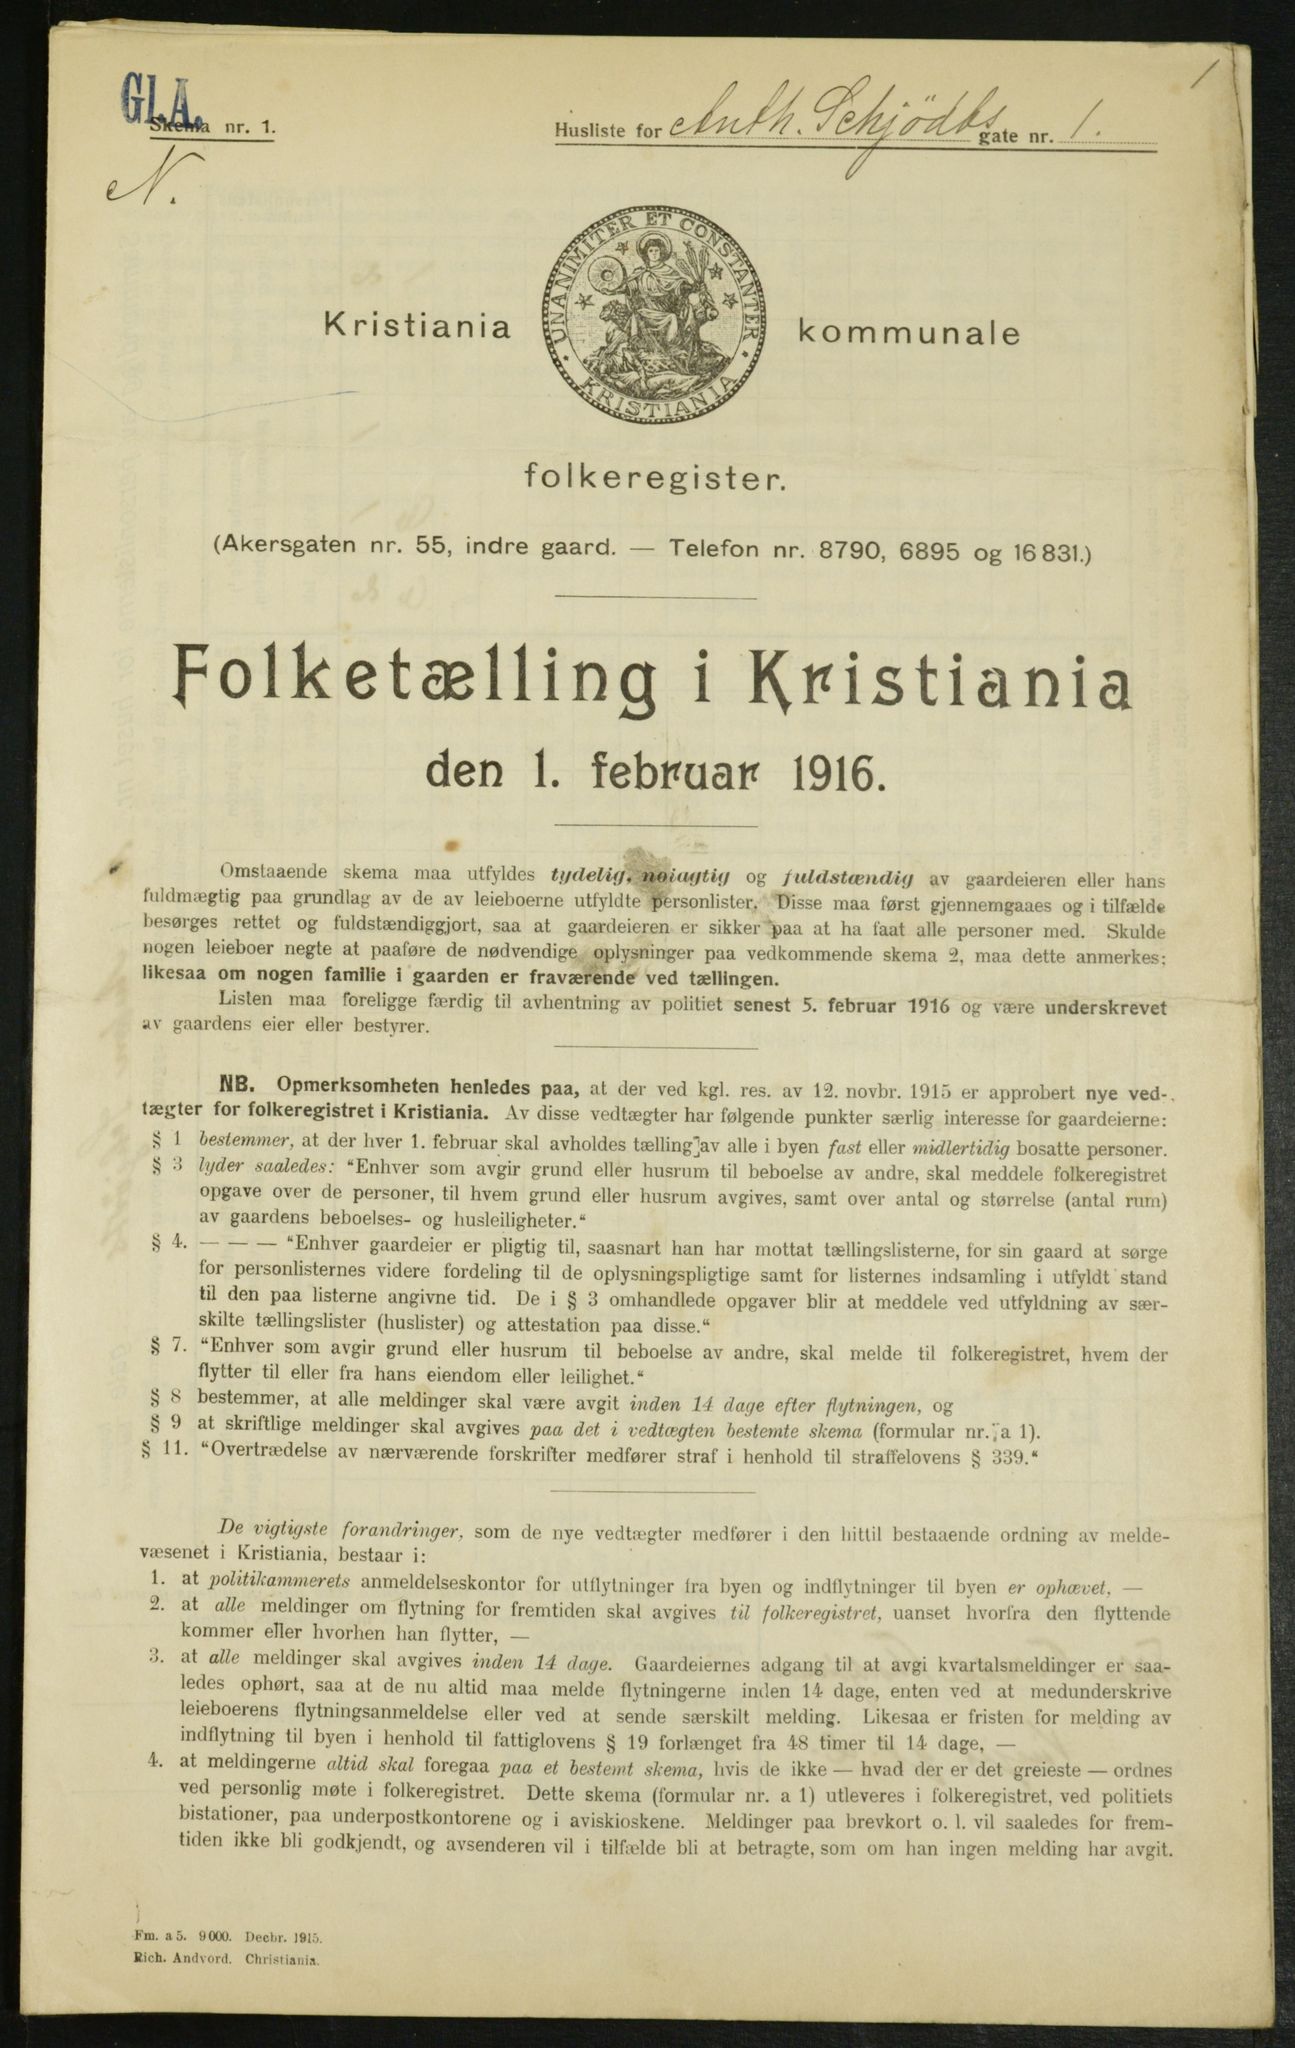 1
GI.A.
Skema nr. 1.
Husliste for Anth. Schjödts gate nr. 1.
N.
UNANIMITER ET CONSTANTER
KRISTIANIA
Kristiania kommunale
folkeregister.
(Akersgaten nr. 55, indre gaard. — Telefon nr. 8790, 6895 og 16 831.)
Folketælling i Kristiania
den 1. februar 1916.
Omstaaende skema maa utfyldes tydelig, nøiagtig og fuldstændig av gaardeieren eller hans
fuldmægtig paa grundlag av de av leieboerne utfyldte personlister. Disse maa først gjennemgaaes og i tilfælde
besørges rettet og fuldstændiggjort, saa at gaardeieren er sikker paa at ha faat alle personer med. Skulde
nogen leieboer negte at paaføre de nødvendige oplysninger paa vedkommende skema 2, maa dette anmerkes;
likesaa om nogen familie i gaarden er fraværende ved tællingen.
Listen maa foreligge færdig til avhentning av politiet senest 5. februar 1916 og være underskrevet
av gaardens eier eller bestyrer.
NB. Opmerksomheten henledes paa, at der ved kgl. res. av 12. novbr. 1915 er approbert nye ved-
tægter for folkeregistret i Kristiania. Av disse vedtægter har følgende punkter særlig interesse for gaardeierne:
§ 1 bestemmer, at der hver 1. februar skal avholdes tælling av alle i byen fast eller midlertidig bosatte personer.
§ 3 lyder saaledes: “Enhver som avgir grund eller husrum til beboelse av andre, skal meddele folkeregistret
opgave over de personer, til hvem grund eller husrum avgives, samt over antal og størrelse (antal rum)
av gaardens beboelses- og husleiligheter.“
§ 4. — — — “Enhver gaardeier er pligtig til, saasnart han har mottat tællingslisterne, for sin gaard at sørge
for personlisternes videre fordeling til de oplysningspligtige samt for listernes indsamling i utfyldt stand
til den paa listerne angivne tid. De i § 3 omhandlede opgaver blir at meddele ved utfyldning av sær-
skilte tællingslister (huslister) og attestation paa disse.“
§ 7. “Enhver som avgir grund eller husrum til beboelse av andre, skal melde til folkeregistret, hvem der
flytter til eller fra hans eiendom eller leilighet.“
§ 8 bestemmer, at alle meldinger skal være avgit inden 14 dage efter flytningen, og
§ 9 at skriftlige meldinger skal avgives paa det i vedtægten bestemte skema (formular nr. a 1).
§ 11. “Overtrædelse av nærværende forskrifter medfører straf i henhold til straffelovens § 339.“
De vigtigste forandringer, som de nye vedtægter medfører i den hittil bestaaende ordning av melde-
væsenet i Kristiania, bestaar i:
1. at politikammerets anmeldelseskontor for utflytninger fra byen og indflytninger til byen er ophævet, —
2. at alle meldinger om flytning for fremtiden skal avgives til folkeregistret, uanset hvorfra den flyttende
kommer eller hvorhen han flytter, —
3. at alle meldinger skal avgives inden 14 dage. Gaardeiernes adgang til at avgi kvartalsmeldinger er saa-
ledes ophørt, saa at de nu altid maa melde flytningerne inden 14 dage, enten ved at medunderskrive
leieboerens flytningsanmeldelse eller ved at sende særskilt melding. Likesaa er fristen for melding av
indflytning til byen i henhold til fattiglovens § 19 forlænget fra 48 timer til 14 dage, —
4. at meldingerne altid skal foregaa paa et bestemt skema, hvis de ikke — hvad der er det greieste — ordnes
ved personlig møte i folkeregistret. Dette skema (formular nr. a 1) utleveres i folkeregistret, ved politiets
bistationer, paa underpostkontorene og i aviskioskene. Meldinger paa brevkort o. l. vil saaledes for frem-
tiden ikke bli godkjendt, og avsenderen vil i tilfælde bli at betragte, som om han ingen melding har avgit.
Fm. a 5. 9 000. Decbr. 1915.
Rich. Andvord. Christiania.